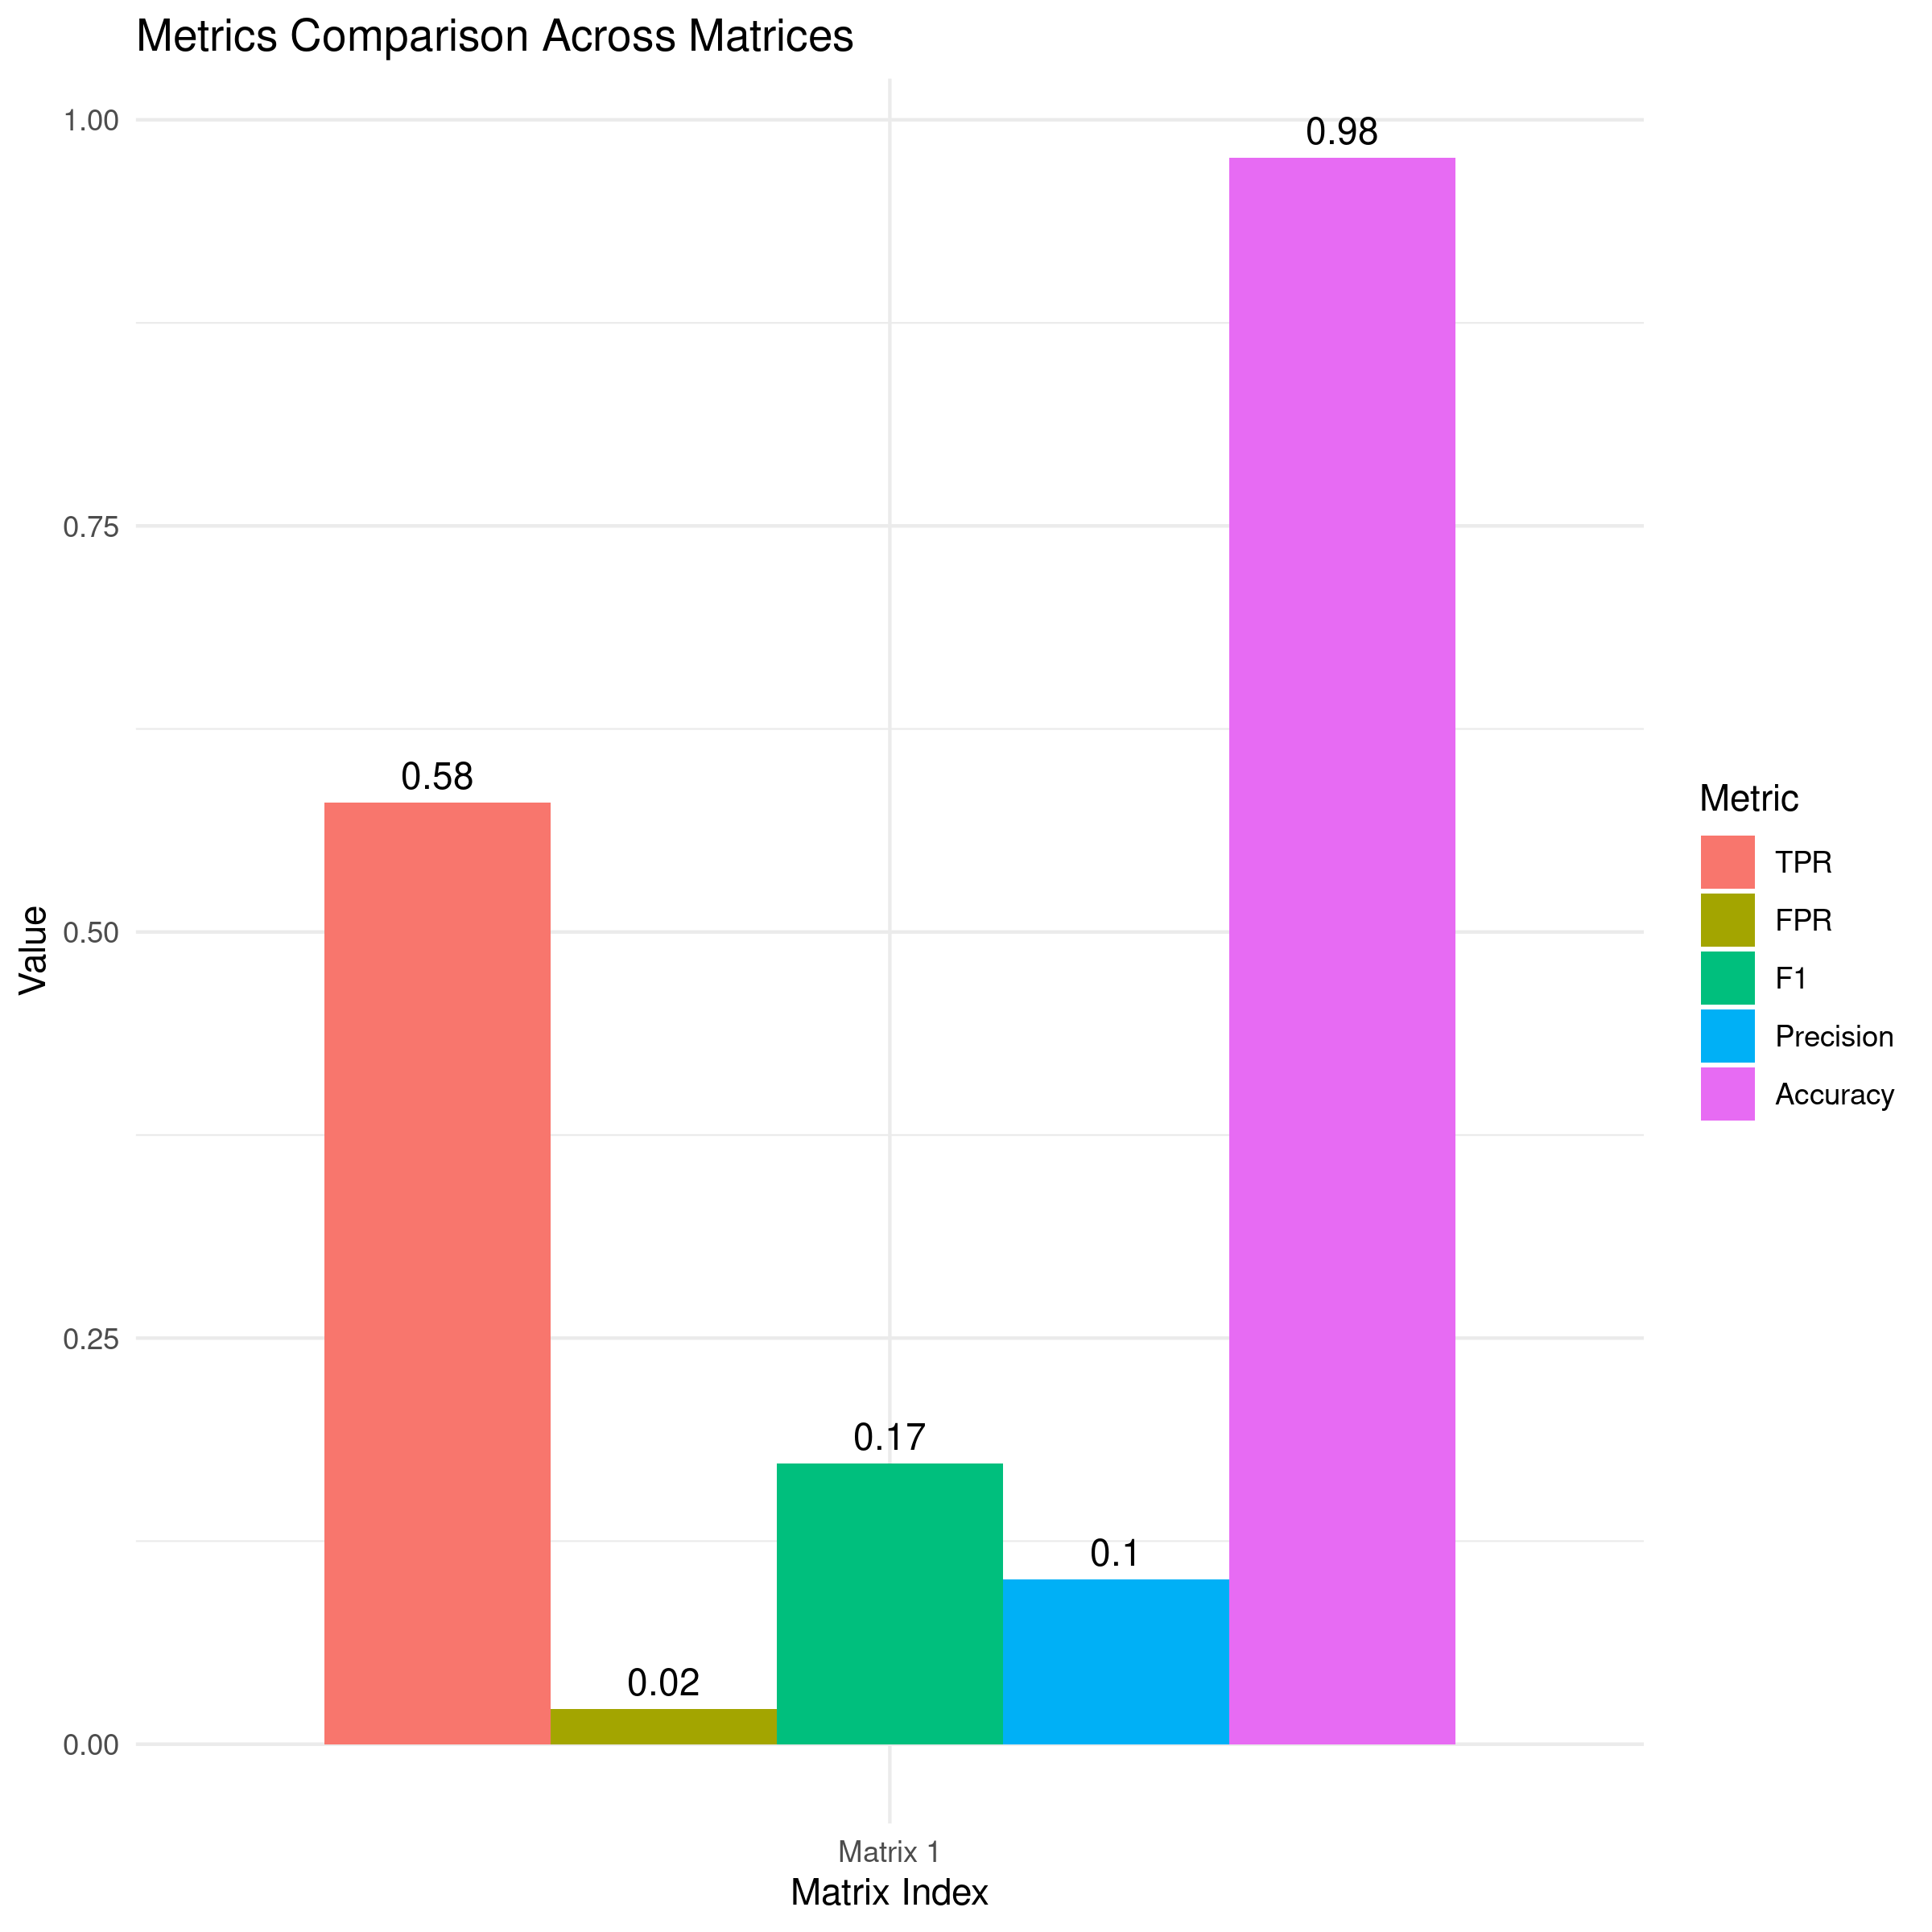 Metrics Comparison Across Matrices
1.00
0.75
0.50
0.25
0.00
Value
0.58
0.02
0.17
0.1
0.98
Matrix 1
Matrix Index
Metric
TPR
FPR
F1
Precision
Accuracy